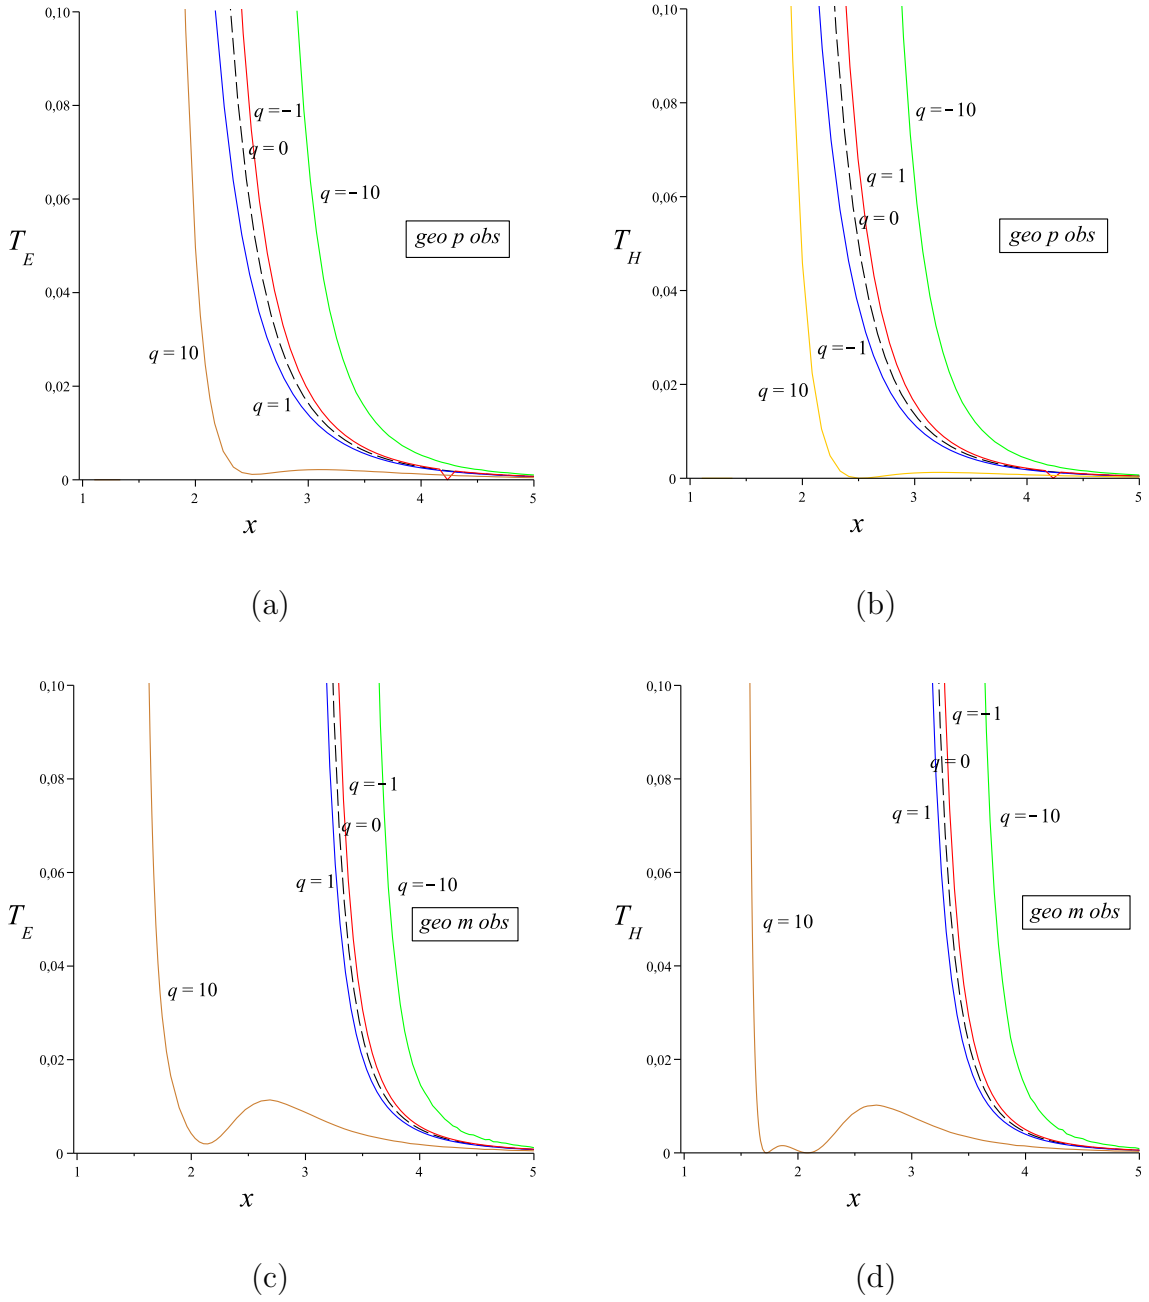 0,10
0,08
0,06
0,04
0,02
0
T_E
q = −1
q = 0
q = −10
geo p obs
q = 10
q = 1
1 2 3 4 5
x
(a)
0,10
0,08
0,06
0,04
0,02
0
T_H
q = −10
q = 1
q = 0
geo p obs
q = −1
q = 10
1 2 3 4 5
x
(b)
0,10
0,08
0,06
0,04
0,02
0
T_E
q = −1
q = 0
q = 1
q = −10
geo m obs
q = 10
1 2 3 4 5
x
(c)
0,10
0,08
0,06
0,04
0,02
0
T_H
q = −1
q = 0
q = 1
q = −10
geo m obs
q = 10
1 2 3 4 5
x
(d)